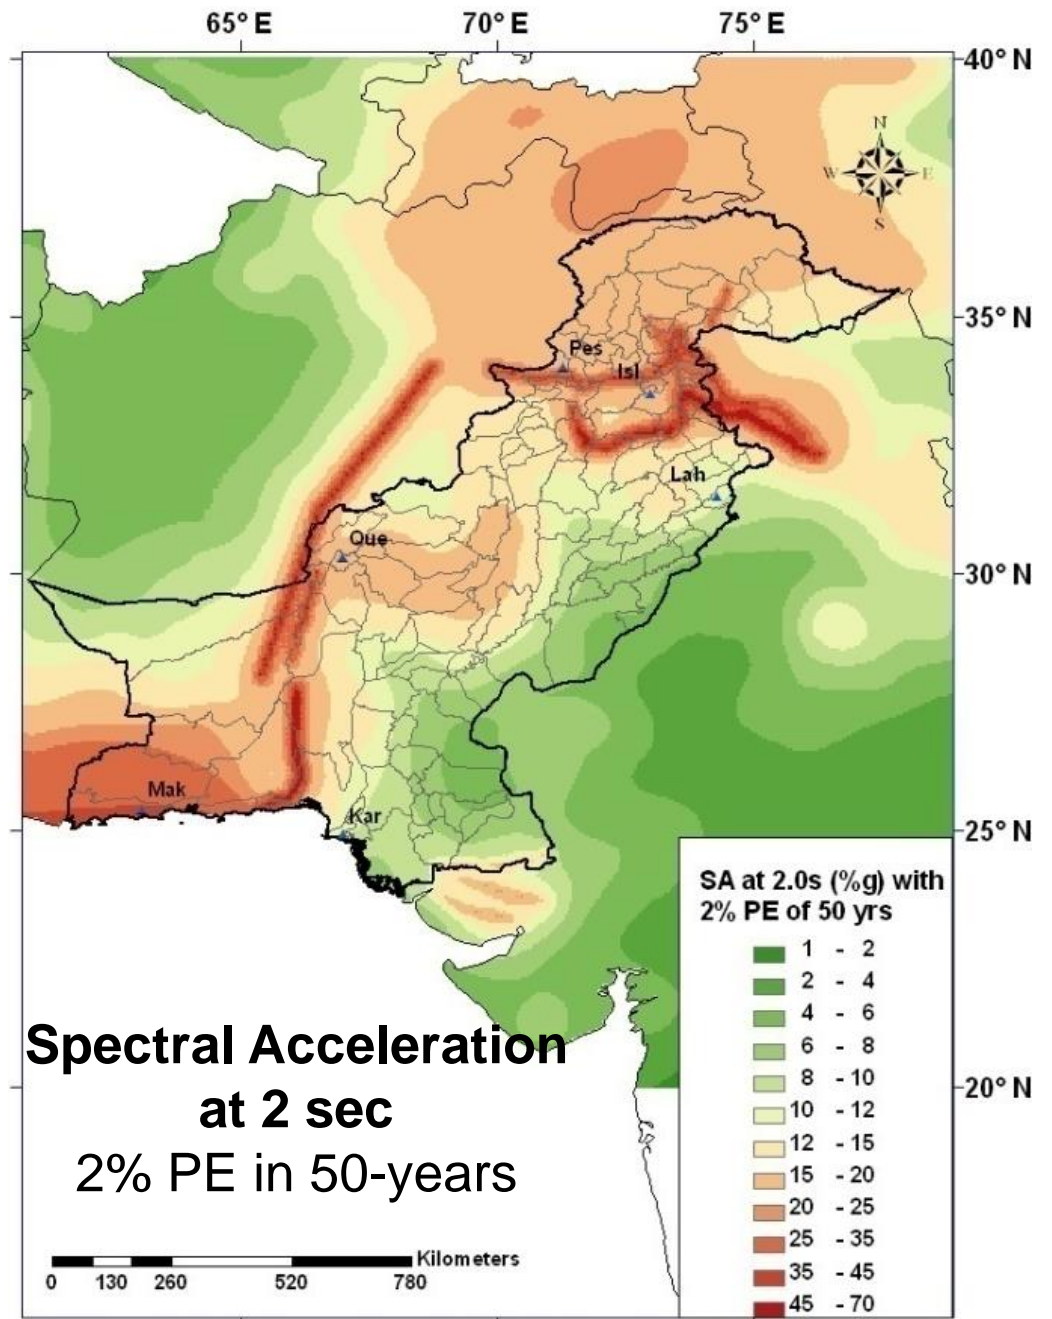 65° E 70° E 75° E
40° N
N
W E
S
35° N
Pes
Isl
Lah
Que
30° N
Mak
Kar
25° N
SA at 2.0s (%g) with
2% PE of 50 yrs
1 - 2
2 - 4
4 - 6
6 - 8
8 - 10
10 - 12
12 - 15
15 - 20
20 - 25
25 - 35
35 - 45
45 - 70
20° N
Spectral Acceleration
at 2 sec
2% PE in 50-years
Kilometers
0 130 260 520 780